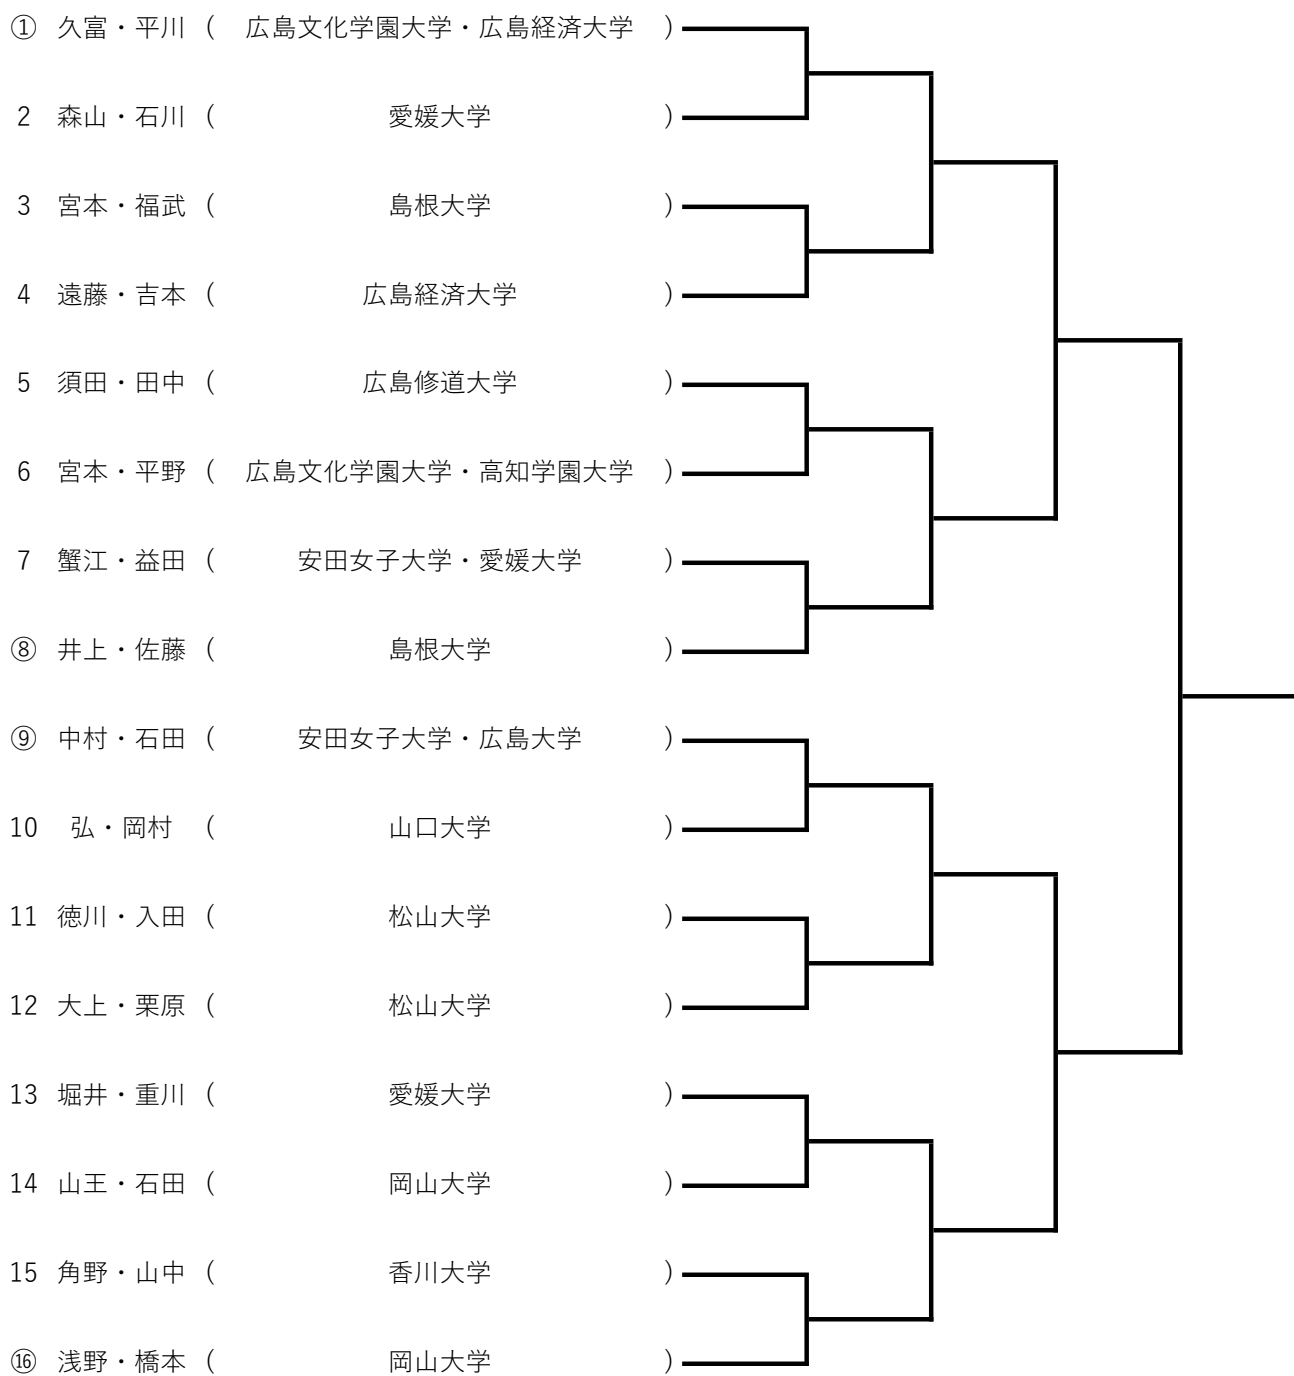 ① 久富・平川 ( 広島文化学園大学・広島経済大学 )
2 森山・石川 ( 愛媛大学 )
3 宮本・福武 ( 島根大学 )
4 遠藤・吉本 ( 広島経済大学 )
5 須田・田中 ( 広島修道大学 )
6 宮本・平野 ( 広島文化学園大学・高知学園大学 )
7 蟹江・益田 ( 安田女子大学・愛媛大学 )
⑧ 井上・佐藤 ( 島根大学 )
⑨ 中村・石田 ( 安田女子大学・広島大学 )
10 弘・岡村 ( 山口大学 )
11 徳川・入田 ( 松山大学 )
12 大上・栗原 ( 松山大学 )
13 堀井・重川 ( 愛媛大学 )
14 山王・石田 ( 岡山大学 )
15 角野・山中 ( 香川大学 )
⑯ 浅野・橋本 ( 岡山大学 )